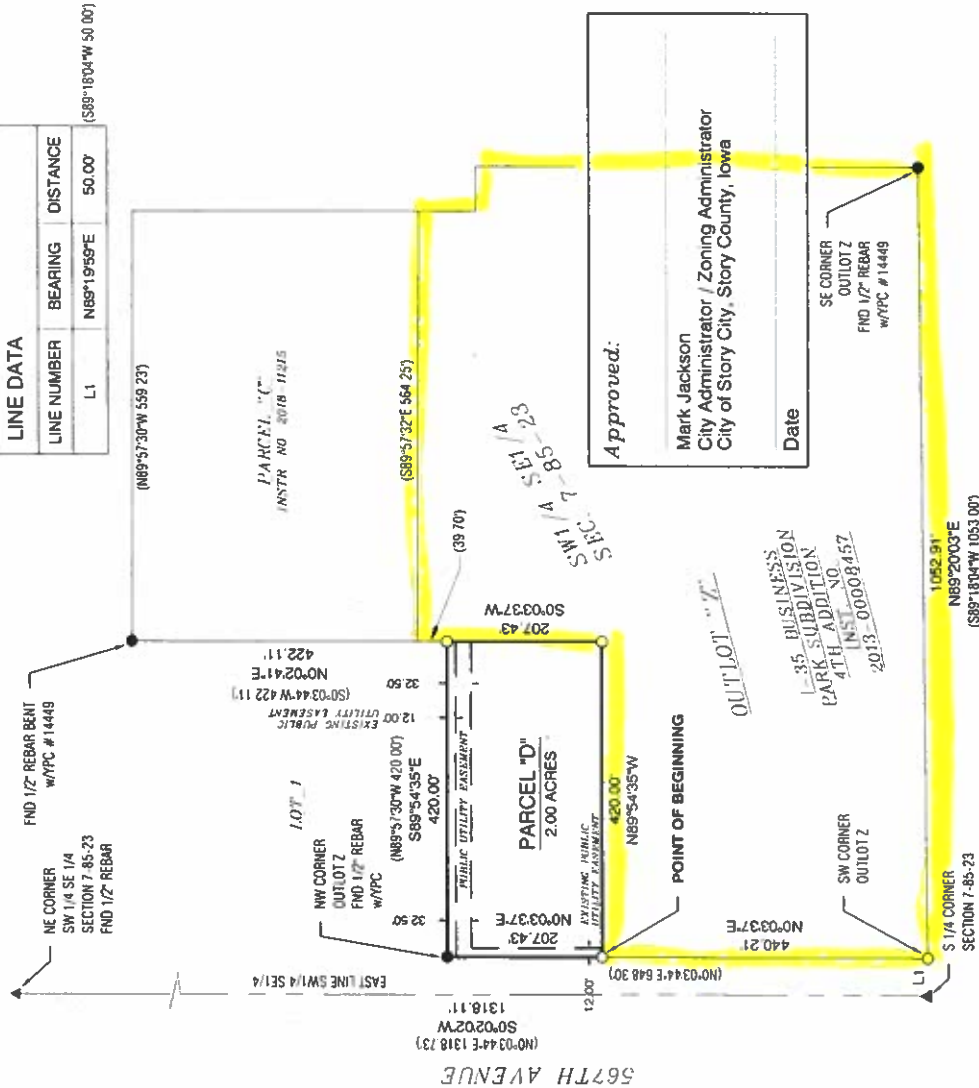 LINE DATA
LINE NUMBER BEARING DISTANCE
L1 N89°19'59"E 50.00' (S89°18'04"W 50 00')
FND 1/2" REBAR BENT
w/YPC #14449
NE CORNER
SW 1/4 SE 1/4
SECTION 7-85-23
FND 1/2" REBAR
(N89°57'30"W 559 23')
PARCEL "C"
INSTR NO 2018-11215
(S89°57'32"E 564 25')
(39 70')
422.11'
N0°02'41"E
(S0°03'44"W 422 11')
EXISTING PUBLIC
UTILITY EASEMENT
LOT 1
NW CORNER
OUTLOT Z
FND 1/2" REBAR
w/YPC
(N89°57'30"W 420 00')
S89°54'35"E
420.00'
32.50'
12.00'
32.50'
PUBLIC UTILITY EASEMENT
PARCEL "D"
2.00 ACRES
207.43'
N0°03'37"E
S0°03'37"W
207.43'
EXISTING PUBLIC
UTILITY EASEMENT
420.00'
N89°54'35"W
POINT OF BEGINNING
SW1/4 SE1/4
SEC. 7-85-23
OUTLOT "Z"
I-35 BUSINESS
PARK SUBDIVISION
4TH ADDITION
INST. NO.
2013-00008457
Approved:
Mark Jackson
City Administrator / Zoning Administrator
City of Story City, Story County, Iowa
Date
SE CORNER
OUTLOT Z
FND 1/2" REBAR
w/YPC #14449
SW CORNER
OUTLOT Z
N0°03'37"E
440.21'
(N0°03'44"E 648 30')
L1
S 1/4 CORNER
SECTION 7-85-23
1052.91'
N89°20'03"E
(S89°18'04"W 1053 00')
EAST LINE SW1/4 SE1/4
12.00'
1318.11'
S0°02'02"W
(N0°03'44"E 1318.73')
567TH AVENUE